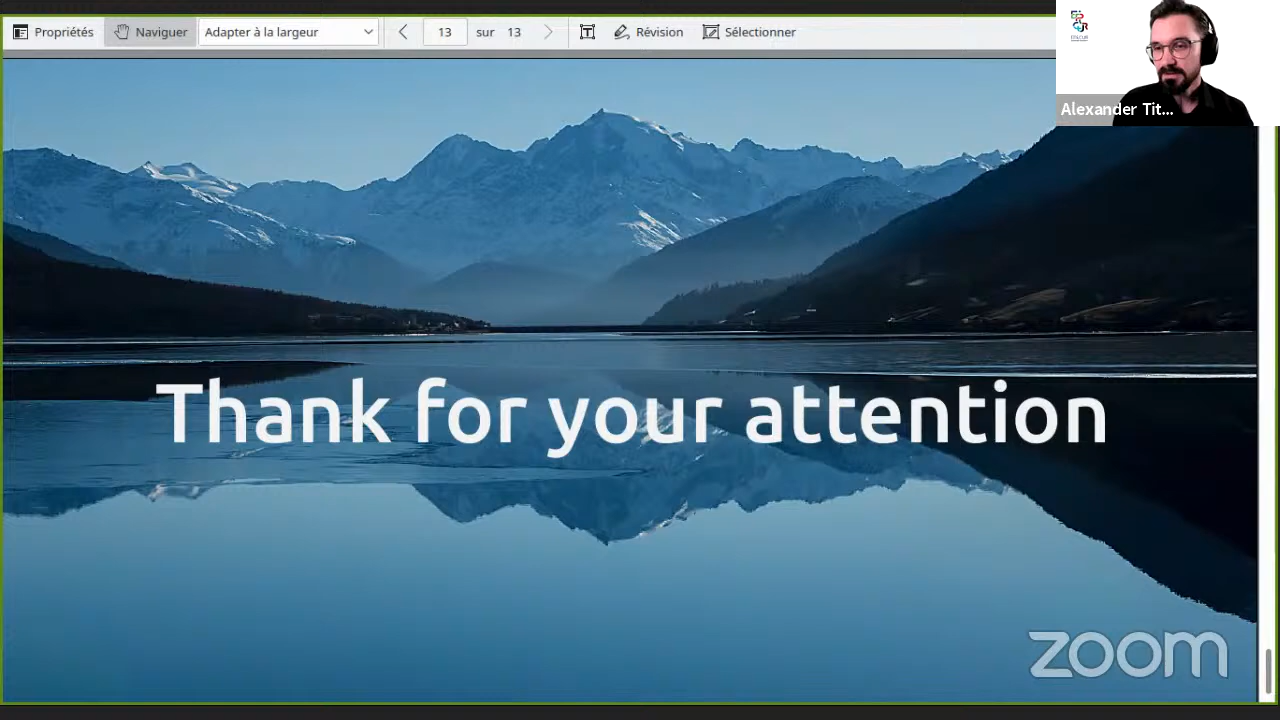 Propriétés Naviguer Adapter à la largeur 13 sur 13 Révision Sélectionner
Alexander Tit...
Thank for your attention
zoom